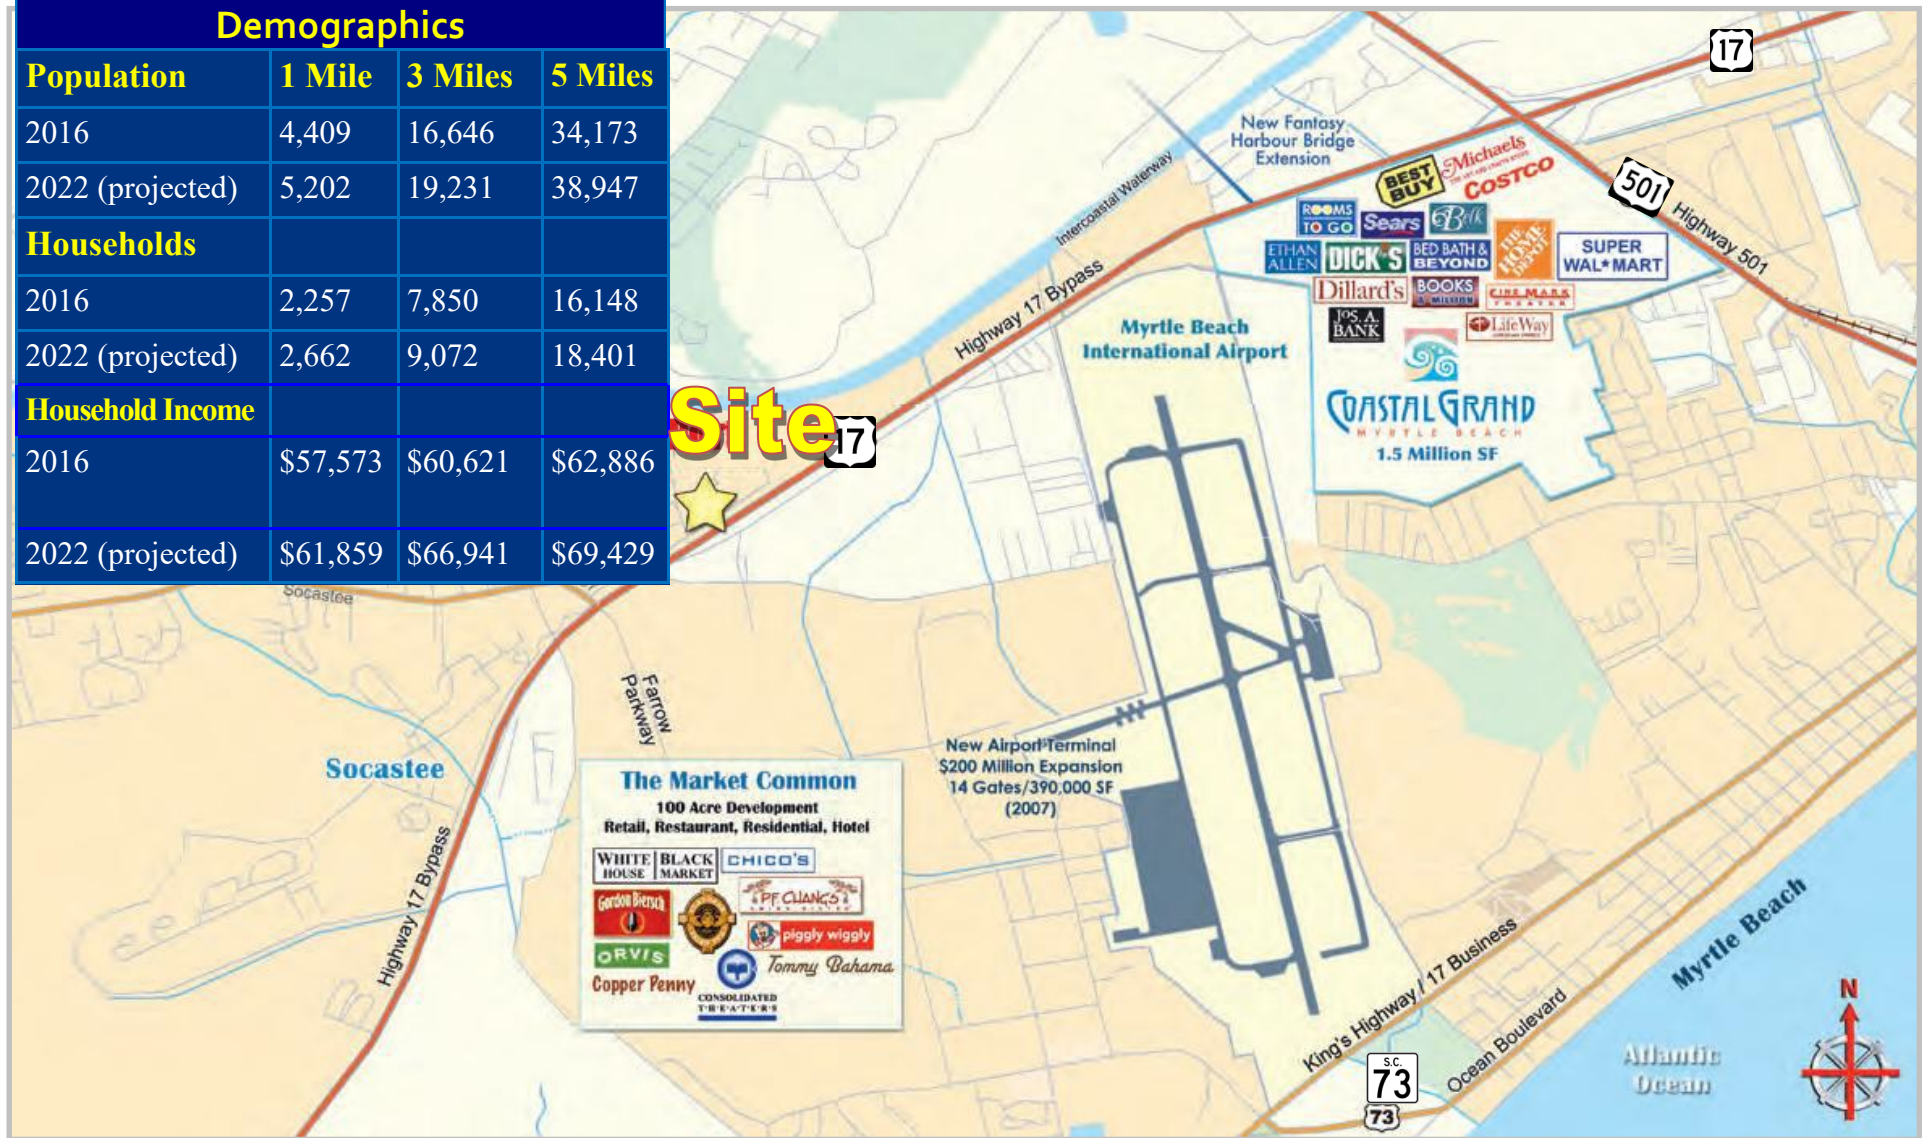 Demographics
Population 1 Mile 3 Miles 5 Miles
2016 4,409 16,646 34,173
2022 (projected) 5,202 19,231 38,947
Households
2016 2,257 7,850 16,148
2022 (projected) 2,662 9,072 18,401
Household Income
2016 $57,573 $60,621 $62,886
2022 (projected) $61,859 $66,941 $69,429
Site
17
17
New Fantasy
Harbour Bridge
Extension
Intercoastal Waterway
Highway 17 Bypass
501
Highway 501
BEST
BUY
Michaels
COSTCO
ROOMS
TO GO
Sears
Belk
ETHAN
ALLEN
DICK'S
BED BATH &
BEYOND
THE
HOME
DEPOT
SUPER
WAL★MART
Dillard's
BOOKS
A MILLION
CINEMARK
THEATER
JOS. A.
BANK
LifeWay
COASTAL GRAND
MYRTLE BEACH
1.5 Million SF
Myrtle Beach
International Airport
Socastee
Farrow
Parkway
Socastee
Highway 17 Bypass
The Market Common
100 Acre Development
Retail, Restaurant, Residential, Hotel
WHITE HOUSE
BLACK MARKET
CHICO'S
Gordon Biersch
P.F. CHANG'S
piggly wiggly
ORVIS
Tommy Bahama
Copper Penny
CONSOLIDATED
T·H·E·A·T·E·R·S
New Airport Terminal
$200 Million Expansion
14 Gates/390,000 SF
(2007)
King's Highway / 17 Business
Ocean Boulevard
Myrtle Beach
Atlantic
Ocean
S.C.
73
73
N